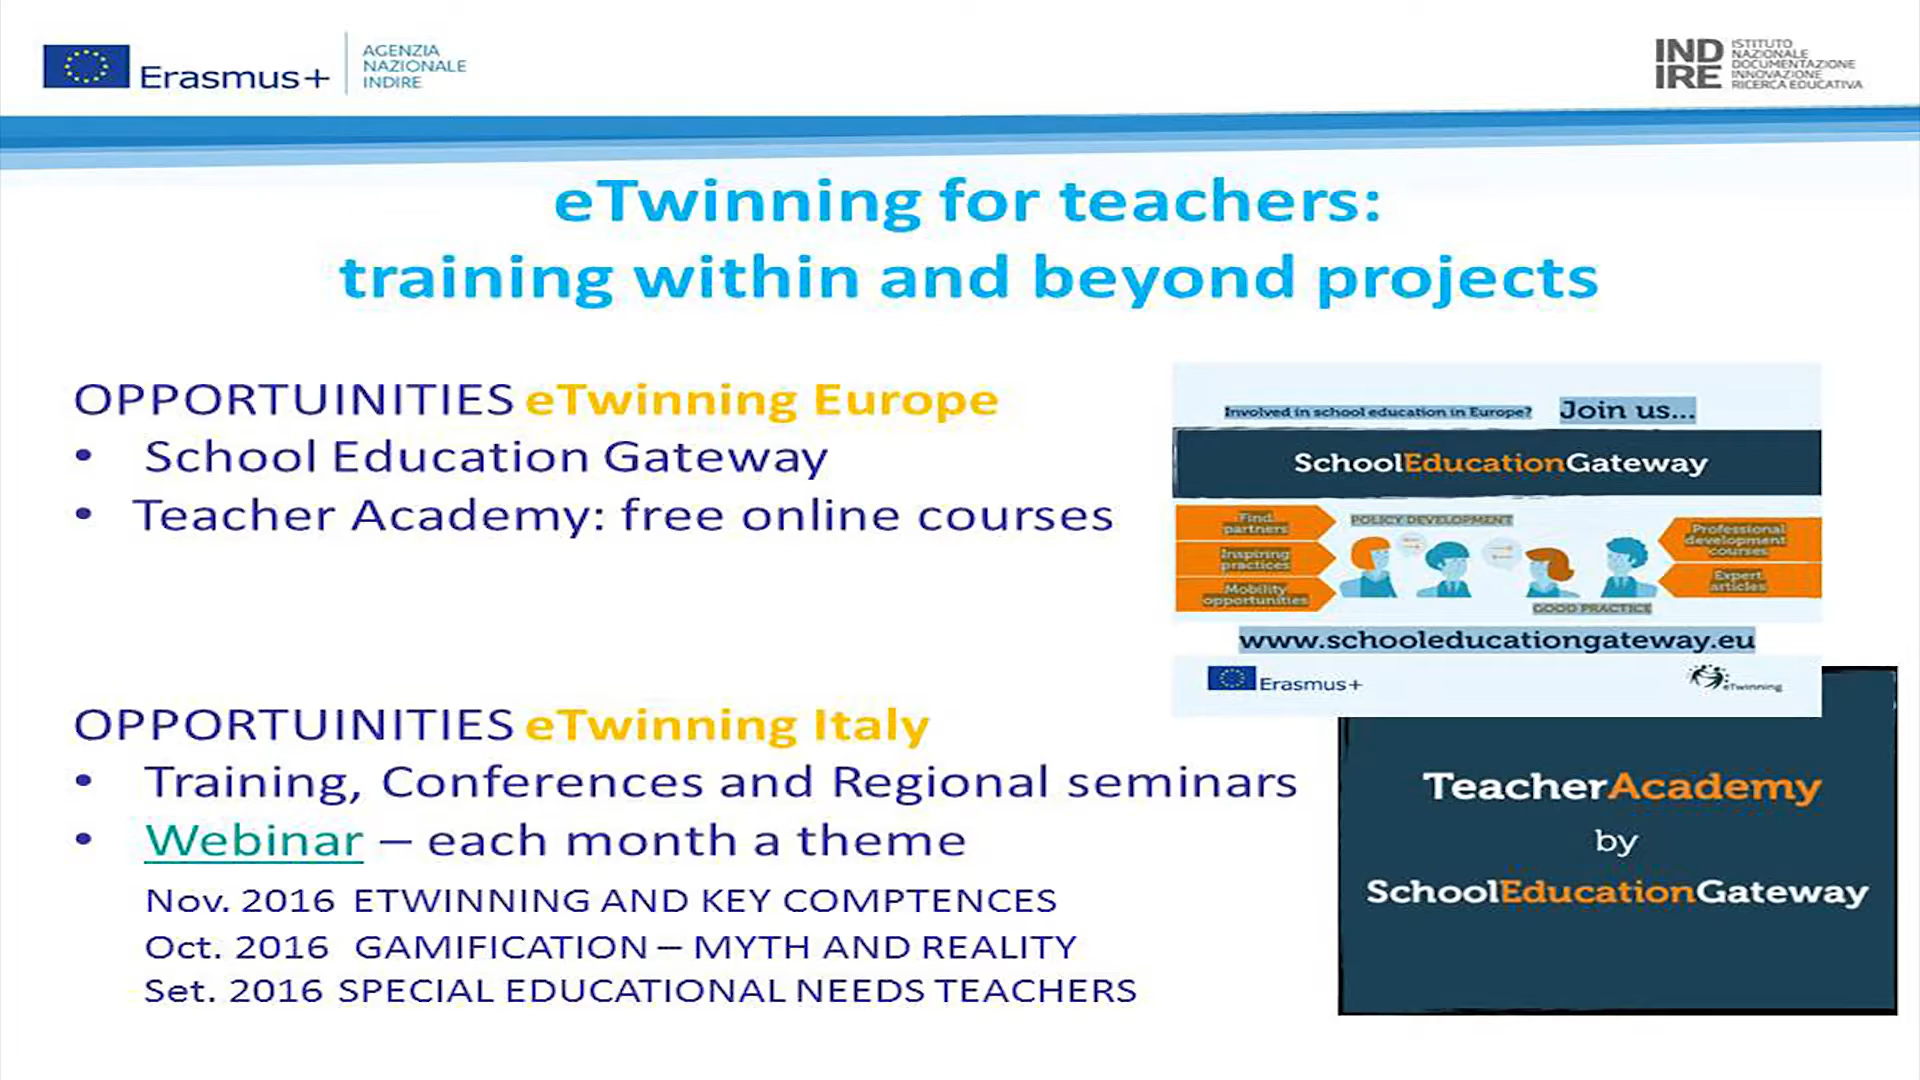 Erasmus+
AGENZIA
NAZIONALE
INDIRE
IND
IRE
ISTITUTO
NAZIONALE
DOCUMENTAZIONE
INNOVAZIONE
RICERCA EDUCATIVA
eTwinning for teachers:
training within and beyond projects
OPPORTUINITIES eTwinning Europe
• School Education Gateway
• Teacher Academy: free online courses
Involved in school education in Europe? Join us...
SchoolEducationGateway
Find
partners
Inspiring
practices
Mobility
opportunities
POLICY DEVELOPMENT
GOOD PRACTICE
Professional
development
courses
Expert
articles
www.schooleducationgateway.eu
Erasmus+
eTwinning
OPPORTUINITIES eTwinning Italy
• Training, Conferences and Regional seminars
• Webinar – each month a theme
Nov. 2016 ETWINNING AND KEY COMPTENCES
Oct. 2016 GAMIFICATION – MYTH AND REALITY
Set. 2016 SPECIAL EDUCATIONAL NEEDS TEACHERS
TeacherAcademy
by
SchoolEducationGateway